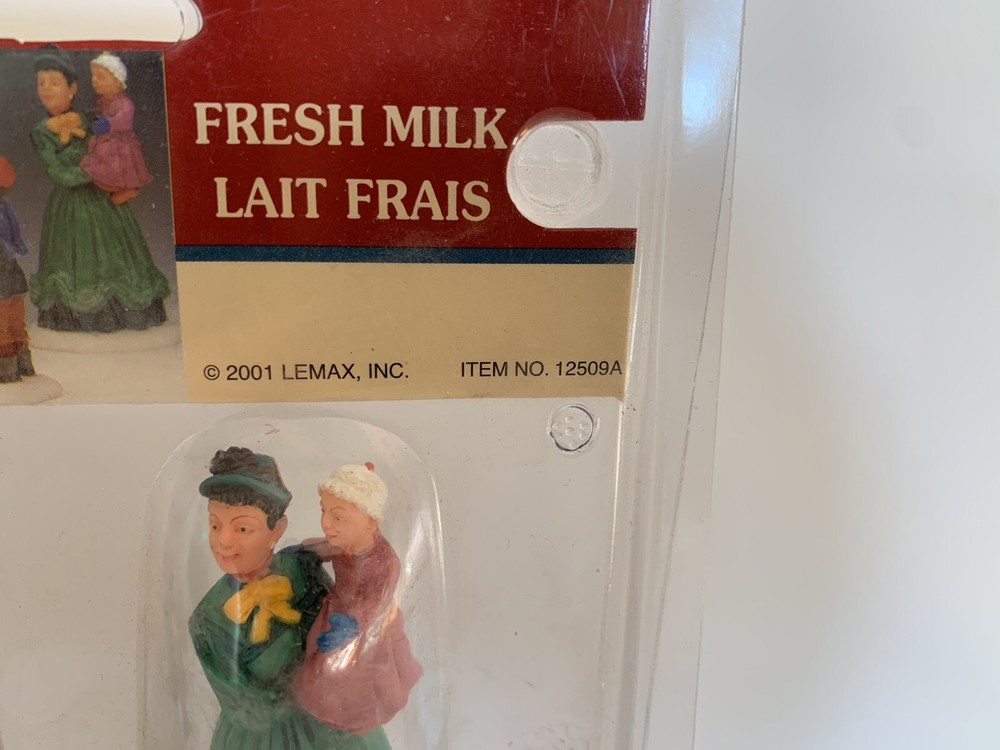 FRESH MILK
LAIT FRAIS
© 2001 LEMAX, INC. ITEM NO. 12509A